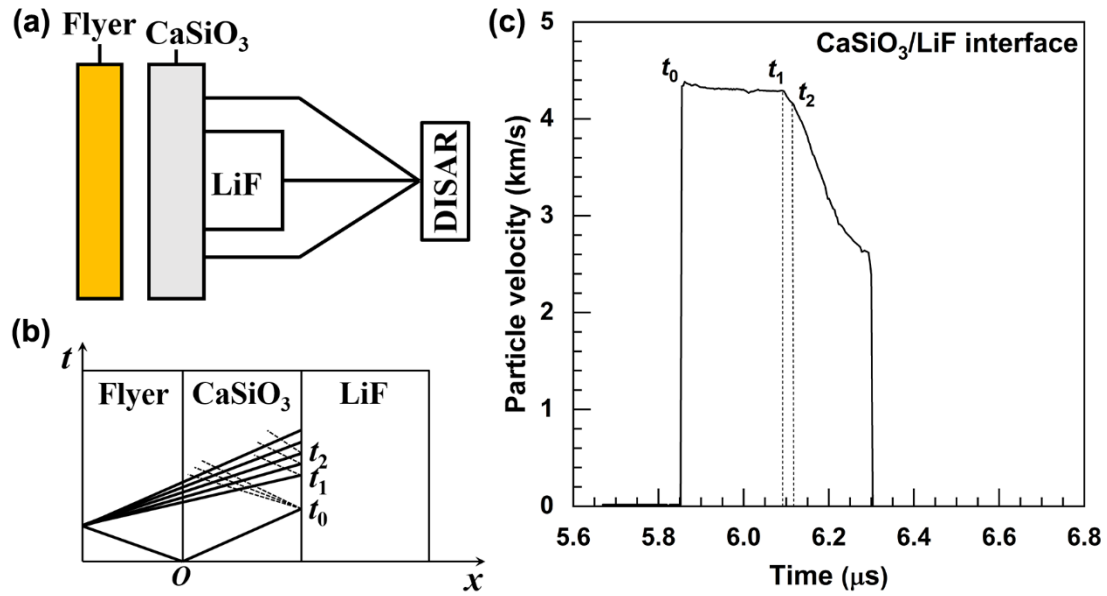 (a)
Flyer
CaSiO₃
LiF
DISAR
(b)
t
Flyer
CaSiO₃
LiF
t₂
t₁
t₀
O
x
(c)
CaSiO₃/LiF interface
t₀
t₁
t₂
Particle velocity (km/s)
5
4
3
2
1
0
5.6
5.8
6.0
6.2
6.4
6.6
6.8
Time (μs)